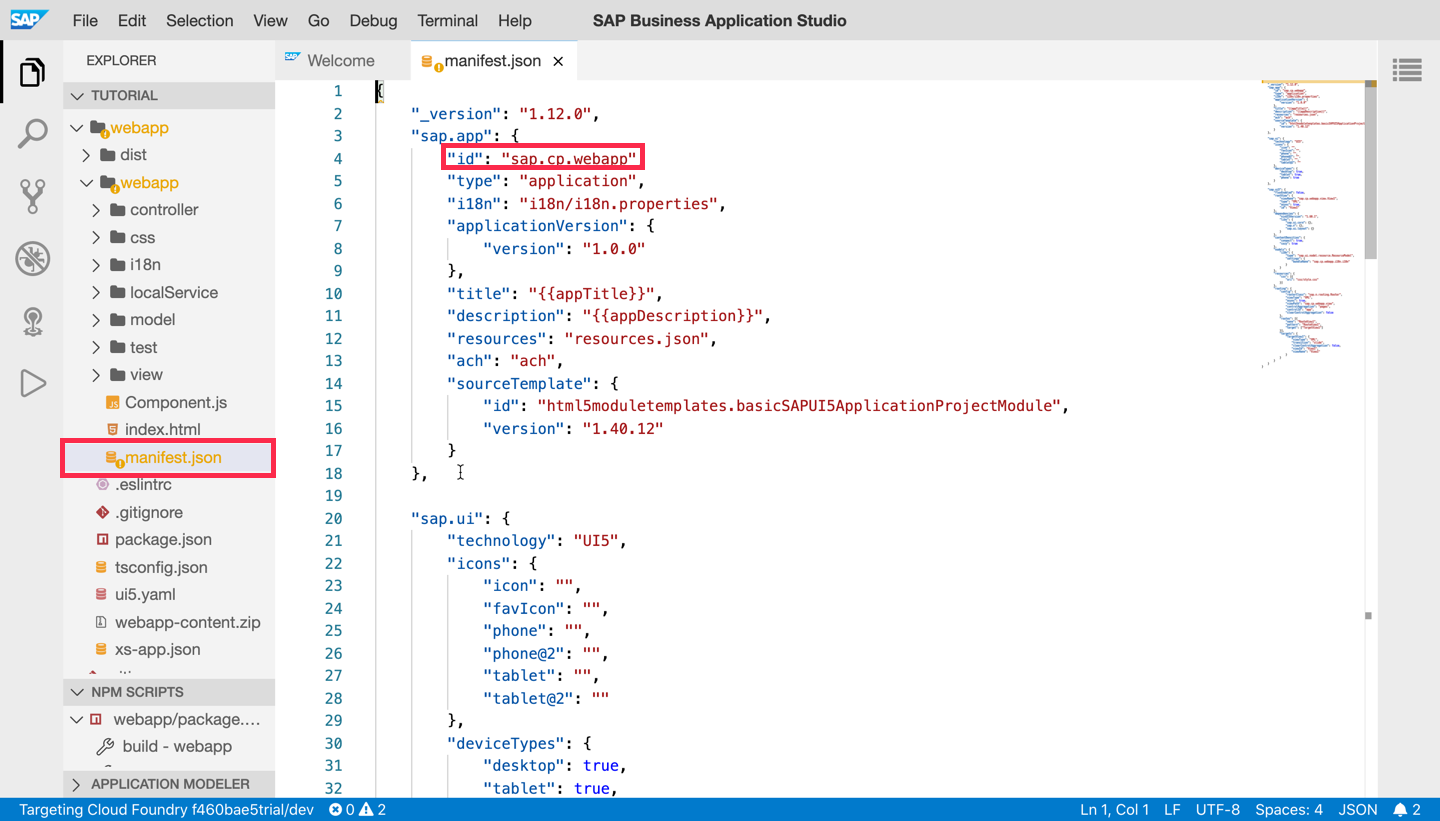 SAP File Edit Selection View Go Debug Terminal Help SAP Business Application Studio
EXPLORER
TUTORIAL
webapp
dist
webapp
controller
css
i18n
localService
model
test
view
Component.js
index.html
manifest.json
.eslintrc
.gitignore
package.json
tsconfig.json
ui5.yaml
webapp-content.zip
xs-app.json
NPM SCRIPTS
webapp/package....
build - webapp
APPLICATION MODELER
SAP Welcome manifest.json
1 {
2 "_version": "1.12.0",
3 "sap.app": {
4 "id": "sap.cp.webapp"
5 "type": "application",
6 "i18n": "i18n/i18n.properties",
7 "applicationVersion": {
8 "version": "1.0.0"
9 },
10 "title": "{{appTitle}}",
11 "description": "{{appDescription}}",
12 "resources": "resources.json",
13 "ach": "ach",
14 "sourceTemplate": {
15 "id": "html5moduletemplates.basicSAPUI5ApplicationProjectModule",
16 "version": "1.40.12"
17 }
18 },
19
20 "sap.ui": {
21 "technology": "UI5",
22 "icons": {
23 "icon": "",
24 "favIcon": "",
25 "phone": "",
26 "phone@2": "",
27 "tablet": "",
28 "tablet@2": ""
29 },
30 "deviceTypes": {
31 "desktop": true,
32 "tablet": true,
Targeting Cloud Foundry f460bae5trial/dev 0 2 Ln 1, Col 1 LF UTF-8 Spaces: 4 JSON 2